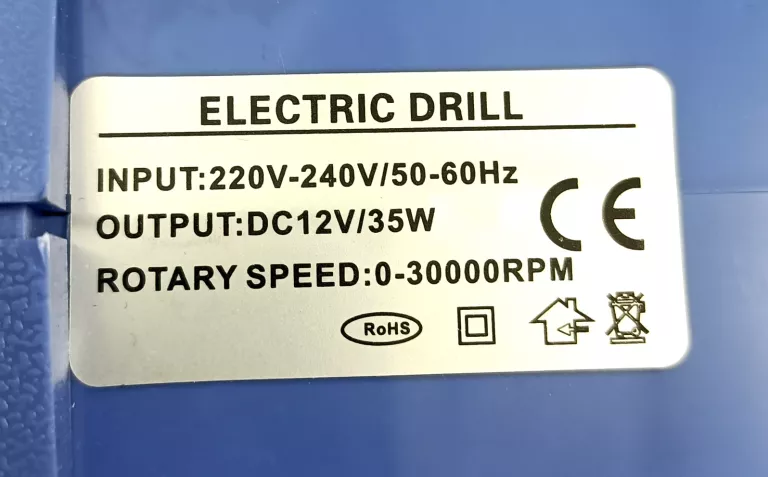 ELECTRIC DRILL
INPUT:220V-240V/50-60Hz
OUTPUT:DC12V/35W
ROTARY SPEED:0-30000RPM
CE
RoHS